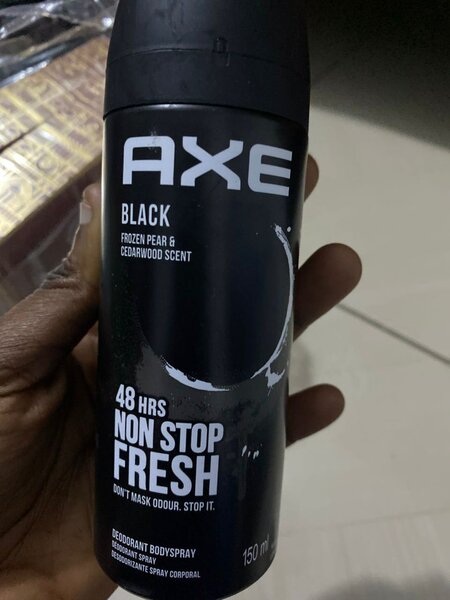 AXE
BLACK
FROZEN PEAR &
CEDARWOOD SCENT
48 HRS
NON STOP
FRESH
DON'T MASK ODOUR. STOP IT.
DEODORANT BODYSPRAY
DÉODORANT SPRAY
DESODORIZANTE SPRAY CORPORAL
150 ml